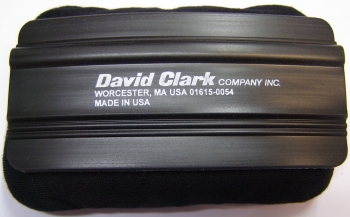 David Clark COMPANY INC.
WORCESTER, MA USA 01615-0054
MADE IN USA